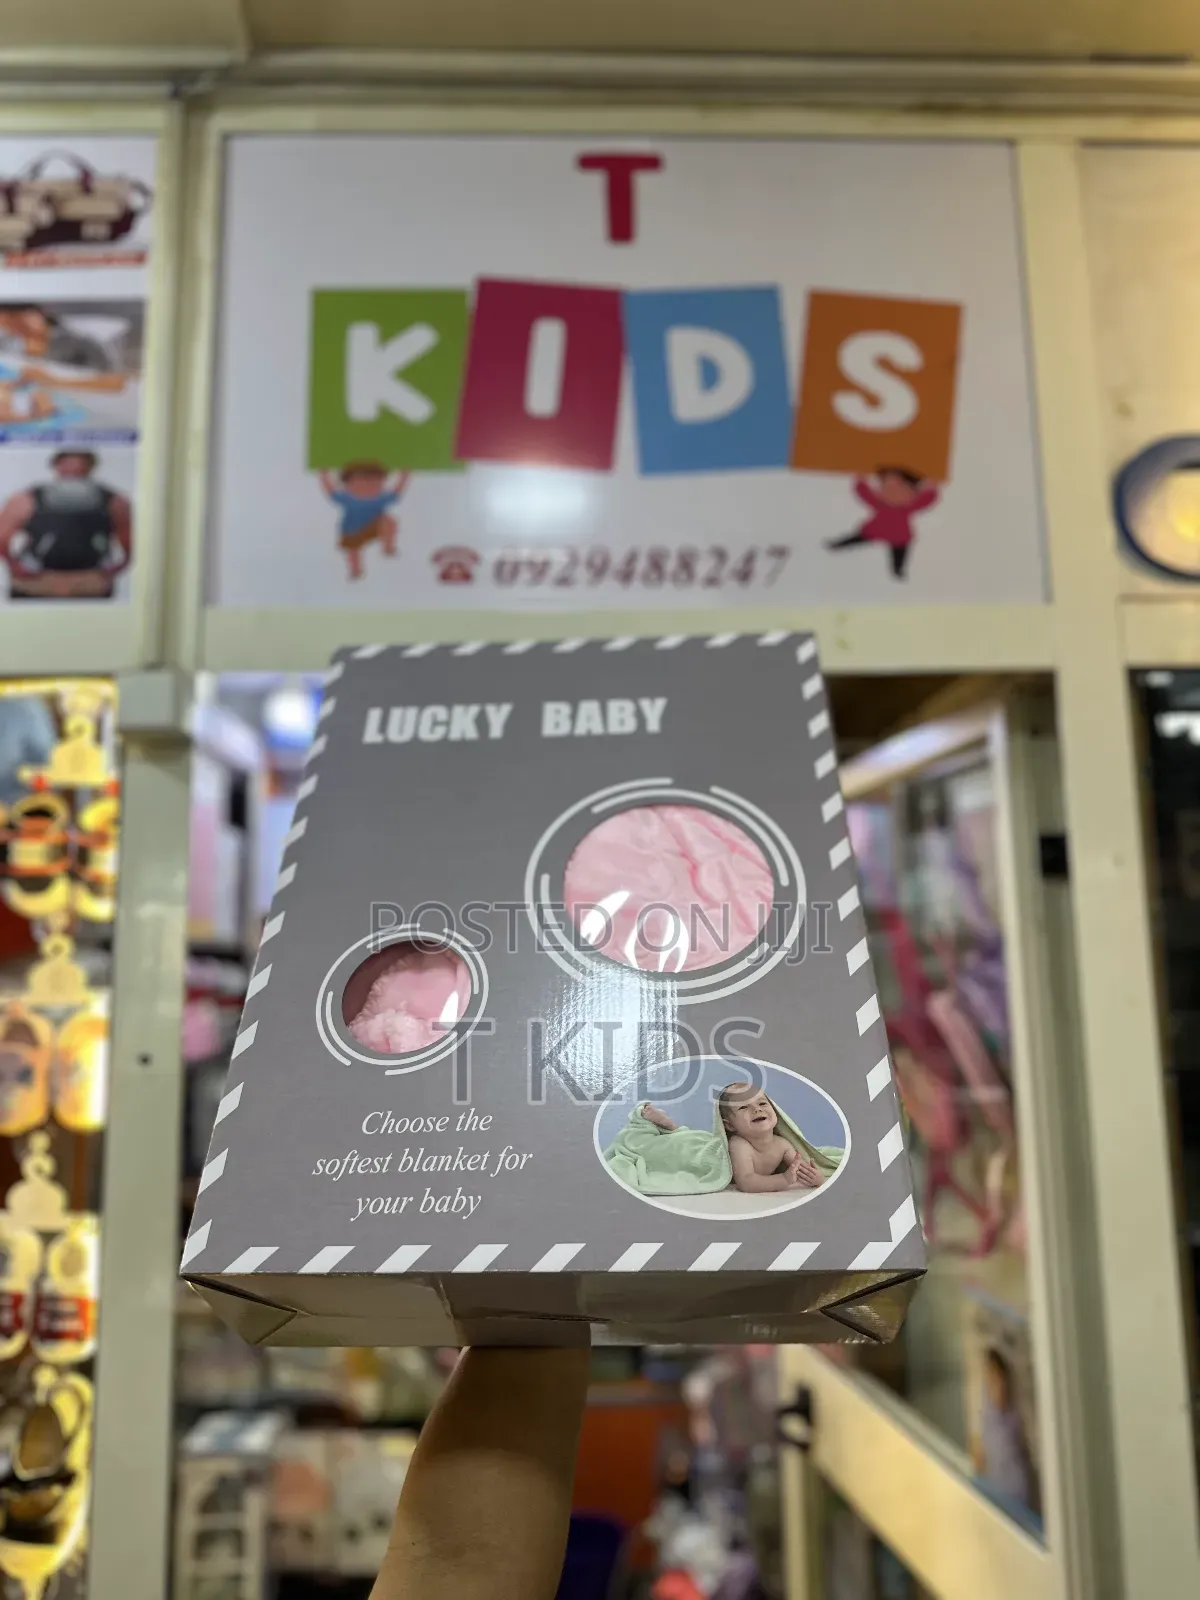 T
KIDS
☎ 0929488247
LUCKY BABY
POSTED ON JIJI
T KIDS
Choose the
softest blanket for
your baby